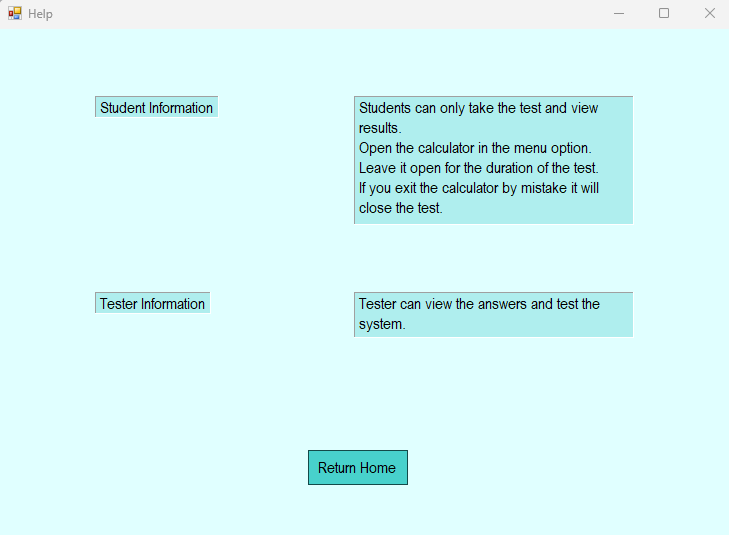 Help
Student Information
Students can only take the test and view
results.
Open the calculator in the menu option.
Leave it open for the duration of the test.
If you exit the calculator by mistake it will
close the test.
Tester Information
Tester can view the answers and test the
system.
Return Home